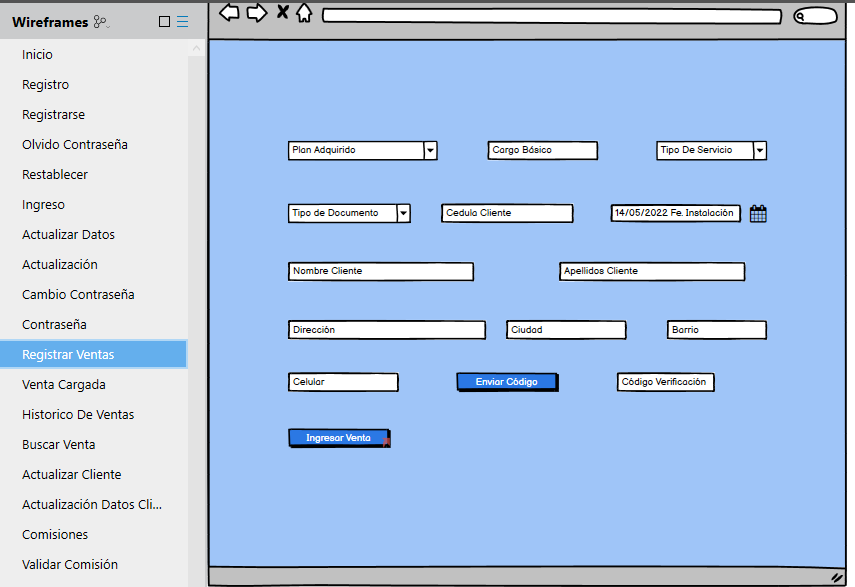 Wireframes
Inicio
Registro
Registrarse
Olvido Contraseña
Restablecer
Ingreso
Actualizar Datos
Actualización
Cambio Contraseña
Contraseña
Registrar Ventas
Venta Cargada
Historico De Ventas
Buscar Venta
Actualizar Cliente
Actualización Datos Cli...
Comisiones
Validar Comisión
Plan Adquirido Cargo Básico Tipo De Servicio
Tipo de Documento Cedulo Cliente 14/05/2022 Fe. Instalación
Nombre Cliente Apellidos Cliente
Dirección Ciudad Barrio
Celular Enviar Código Código Verificación
Ingresar Venta